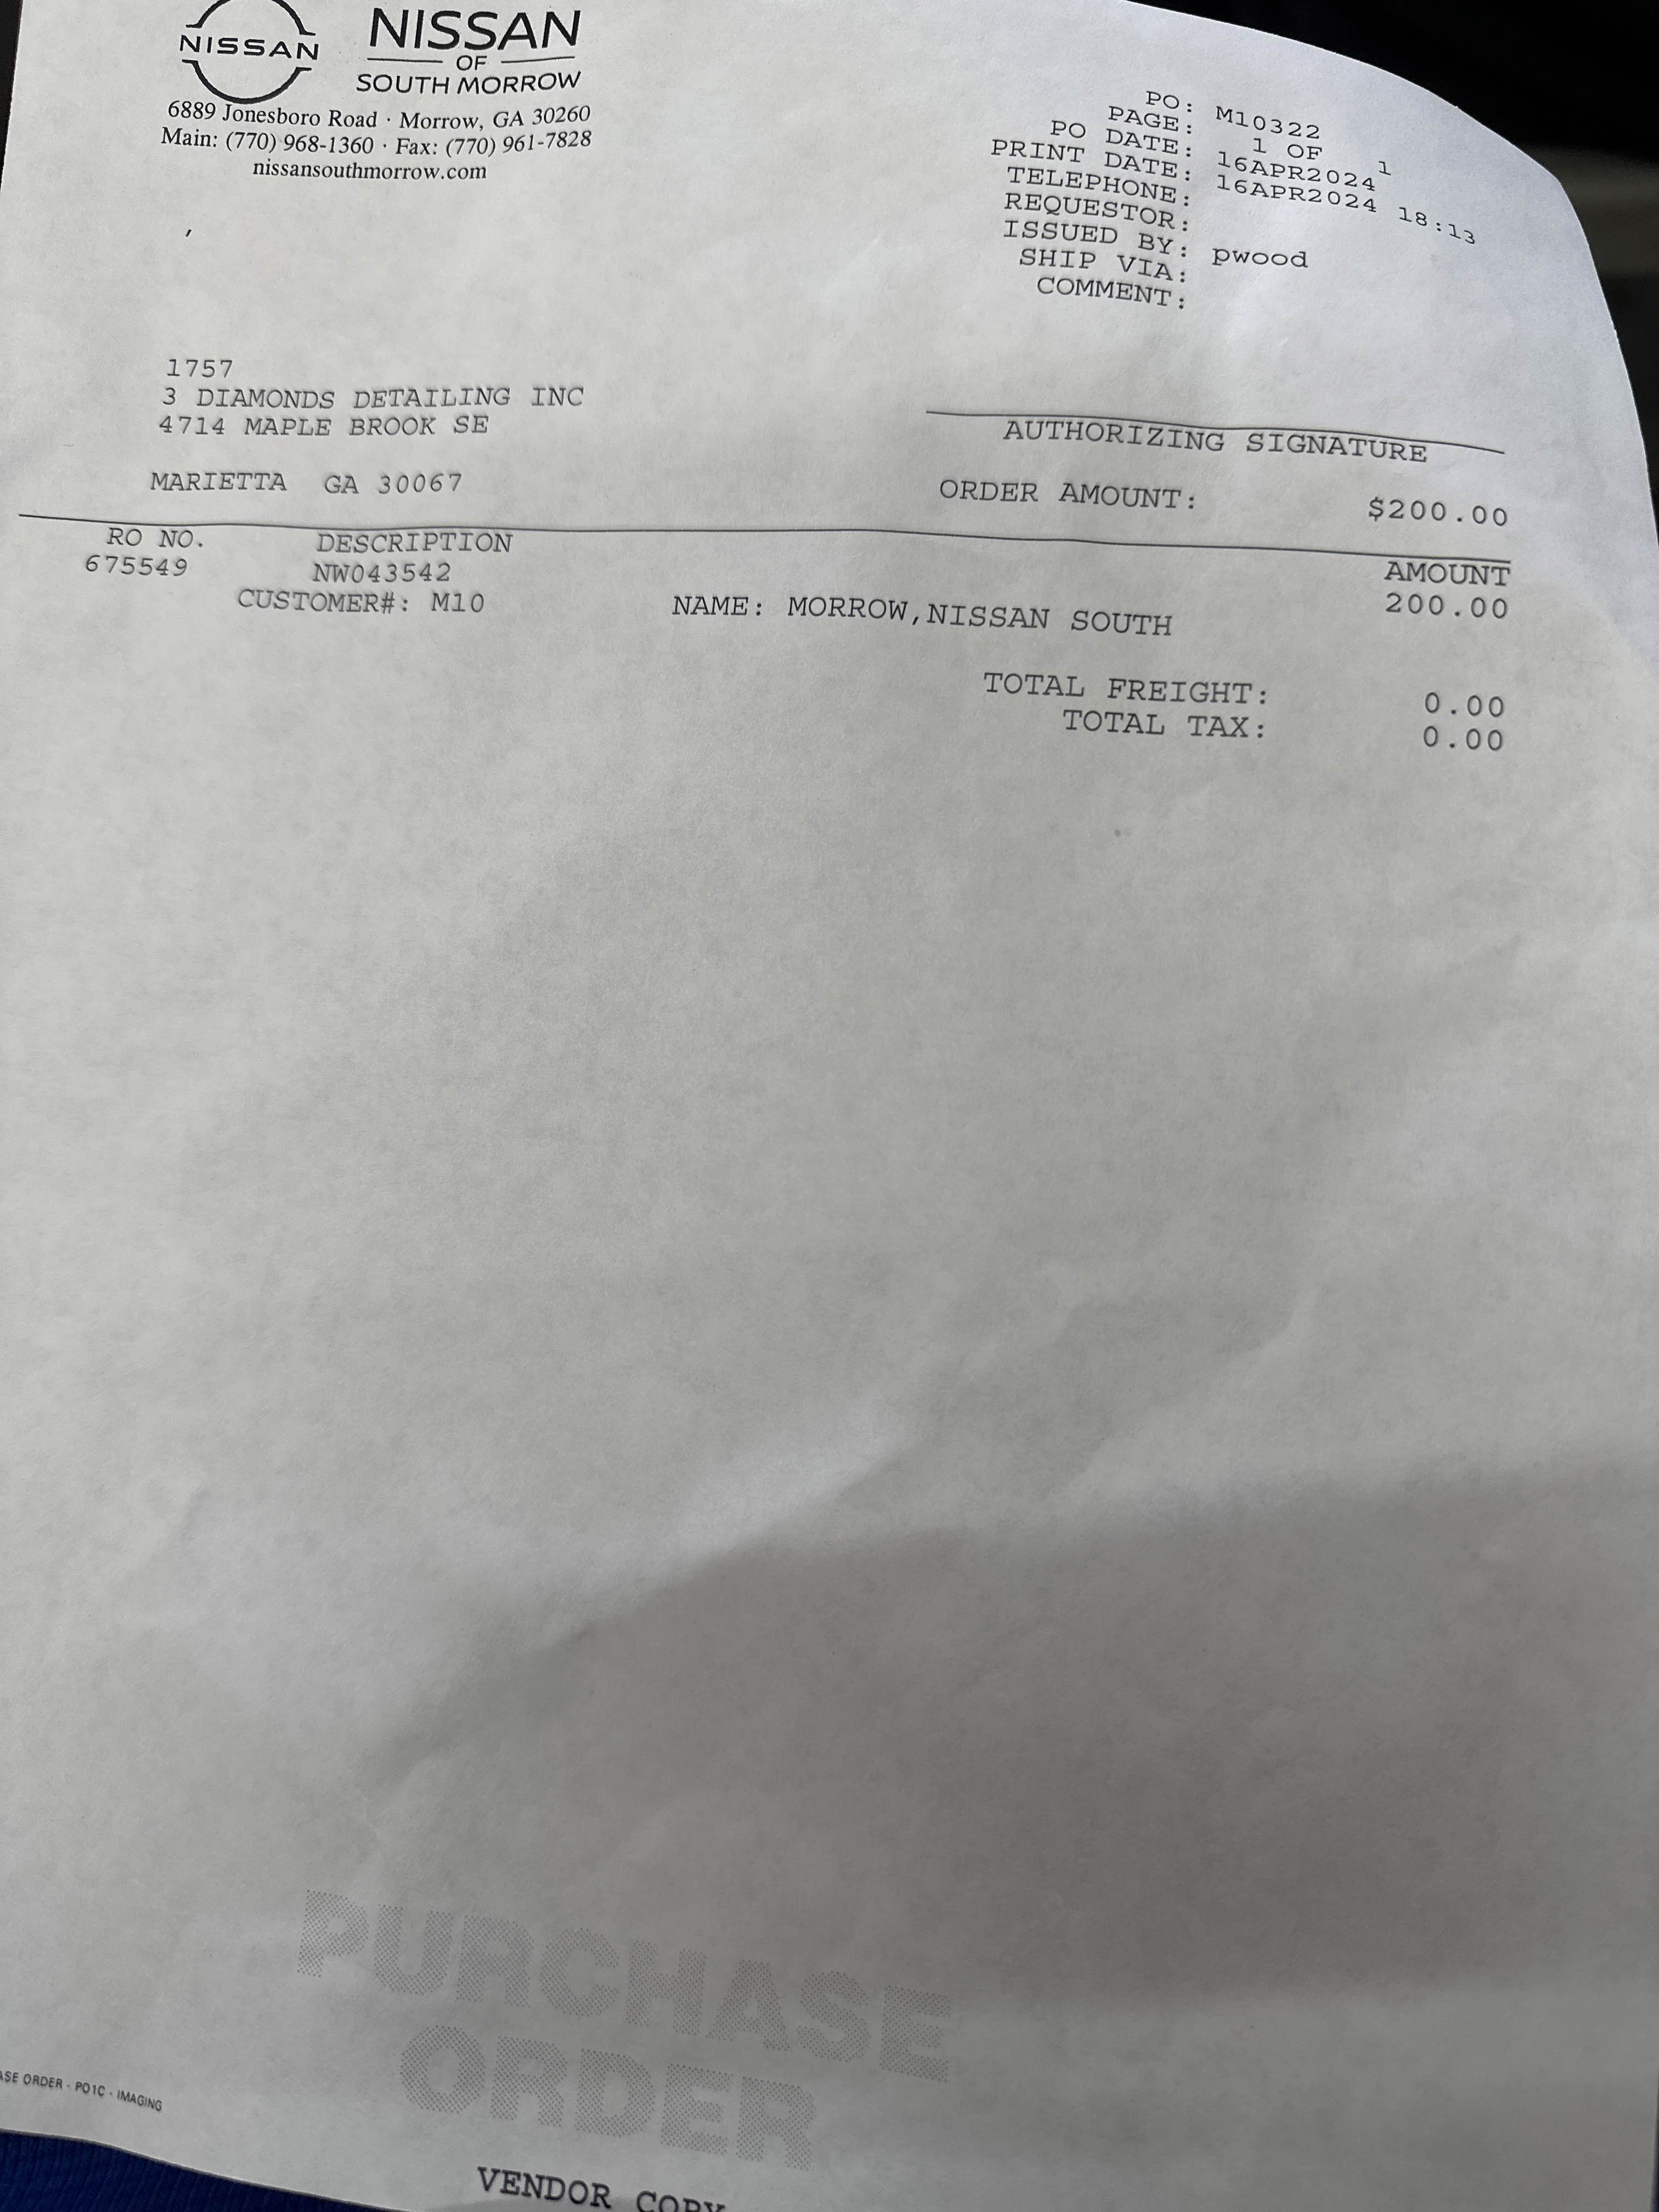 NISSAN
NISSAN
OF
SOUTH MORROW
6889 Jonesboro Road · Morrow, GA 30260
Main: (770) 968-1360 · Fax: (770) 961-7828
nissansouthmorrow.com
,
PO: M10322
PAGE: 1 OF 1
PO DATE: 16APR2024
PRINT DATE: 16APR2024 18:13
TELEPHONE:
REQUESTOR:
ISSUED BY: pwood
SHIP VIA:
COMMENT:
1757
3 DIAMONDS DETAILING INC
4714 MAPLE BROOK SE
MARIETTA GA 30067
AUTHORIZING SIGNATURE
ORDER AMOUNT: $200.00
RO NO. DESCRIPTION AMOUNT
675549 NW043542 200.00
CUSTOMER#: M10 NAME: MORROW,NISSAN SOUTH
TOTAL FREIGHT: 0.00
TOTAL TAX: 0.00
PURCHASE
ORDER
ASE ORDER - PO1C - IMAGING
VENDOR COPY